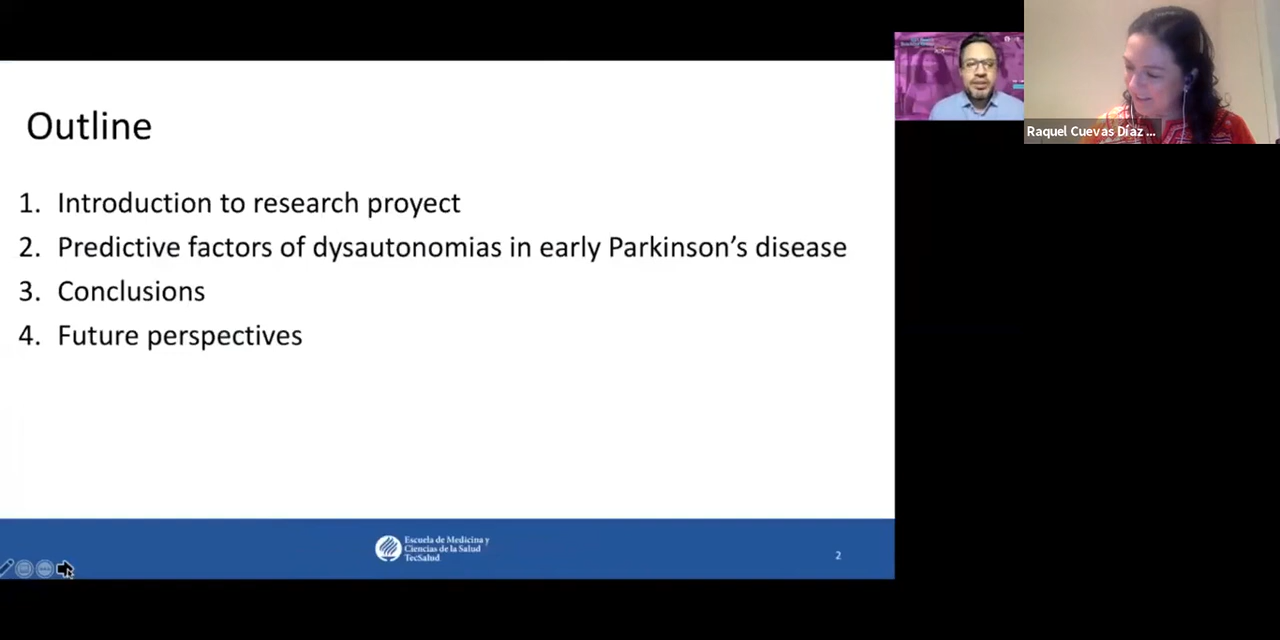 Outline
1. Introduction to research proyect
2. Predictive factors of dysautonomias in early Parkinson’s disease
3. Conclusions
4. Future perspectives
Escuela de Medicina y
Ciencias de la Salud
TecSalud
2
Raquel Cuevas Díaz ...